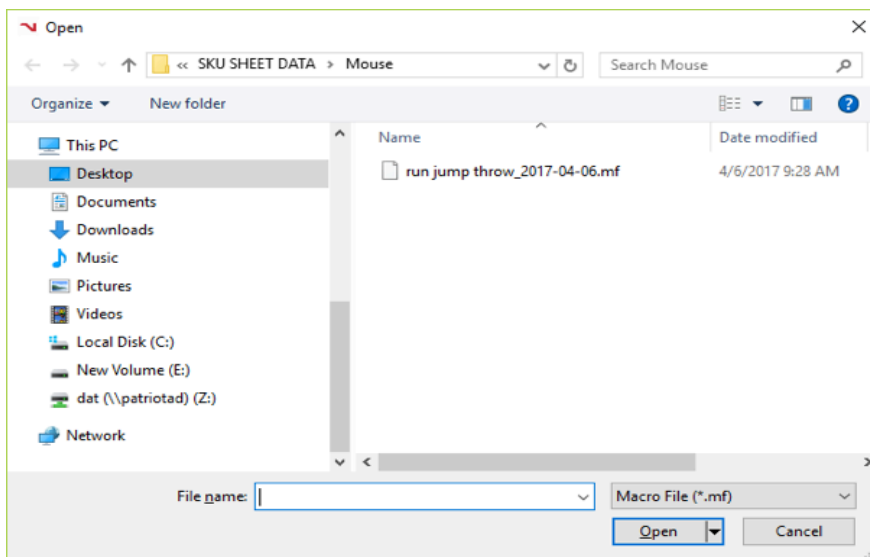 Open
« SKU SHEET DATA › Mouse
Search Mouse
Organize
New folder
Name
Date modified
This PC
Desktop
Documents
Downloads
Music
Pictures
Videos
Local Disk (C:)
New Volume (E:)
dat (\\patriotad) (Z:)
Network
run jump throw_2017-04-06.mf
4/6/2017 9:28 AM
File name:
Macro File (*.mf)
Open
Cancel